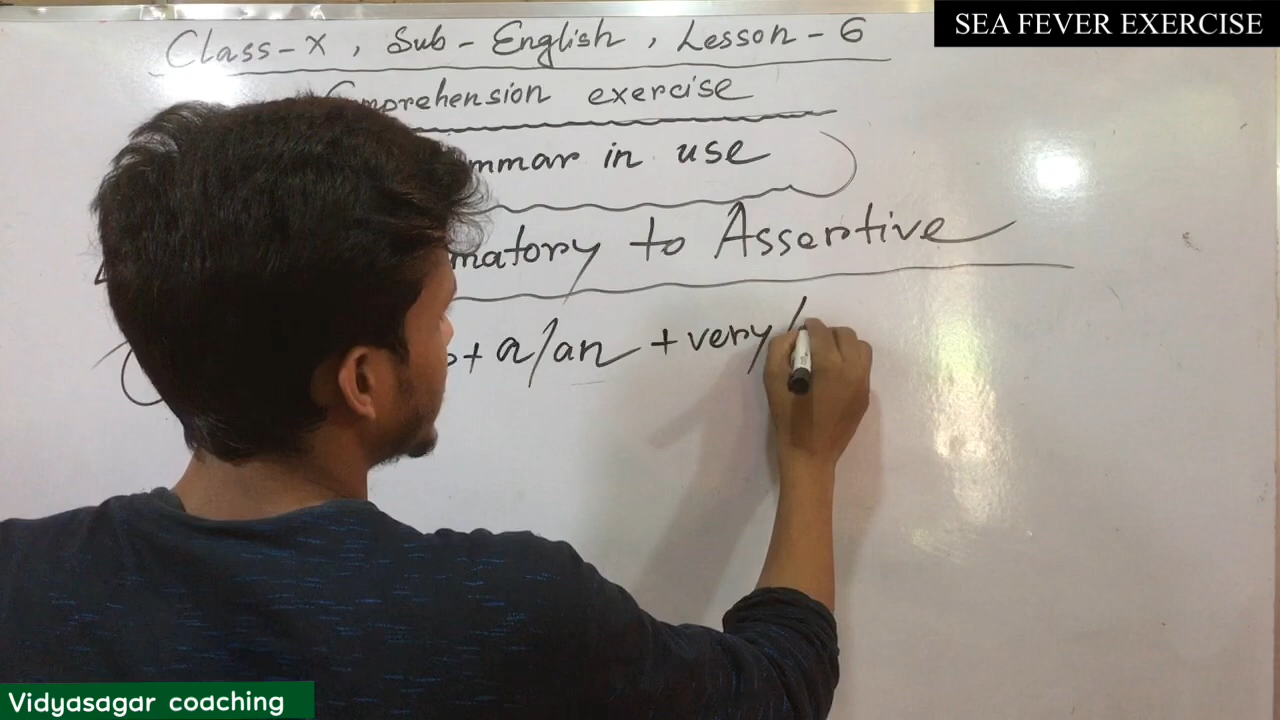 SEA FEVER EXERCISE
Class-X, Sub-English, Lesson-6
Comprehension exercise
mmar in use
matory to Assertive
+ a/an + very/
Vidyasagar coaching